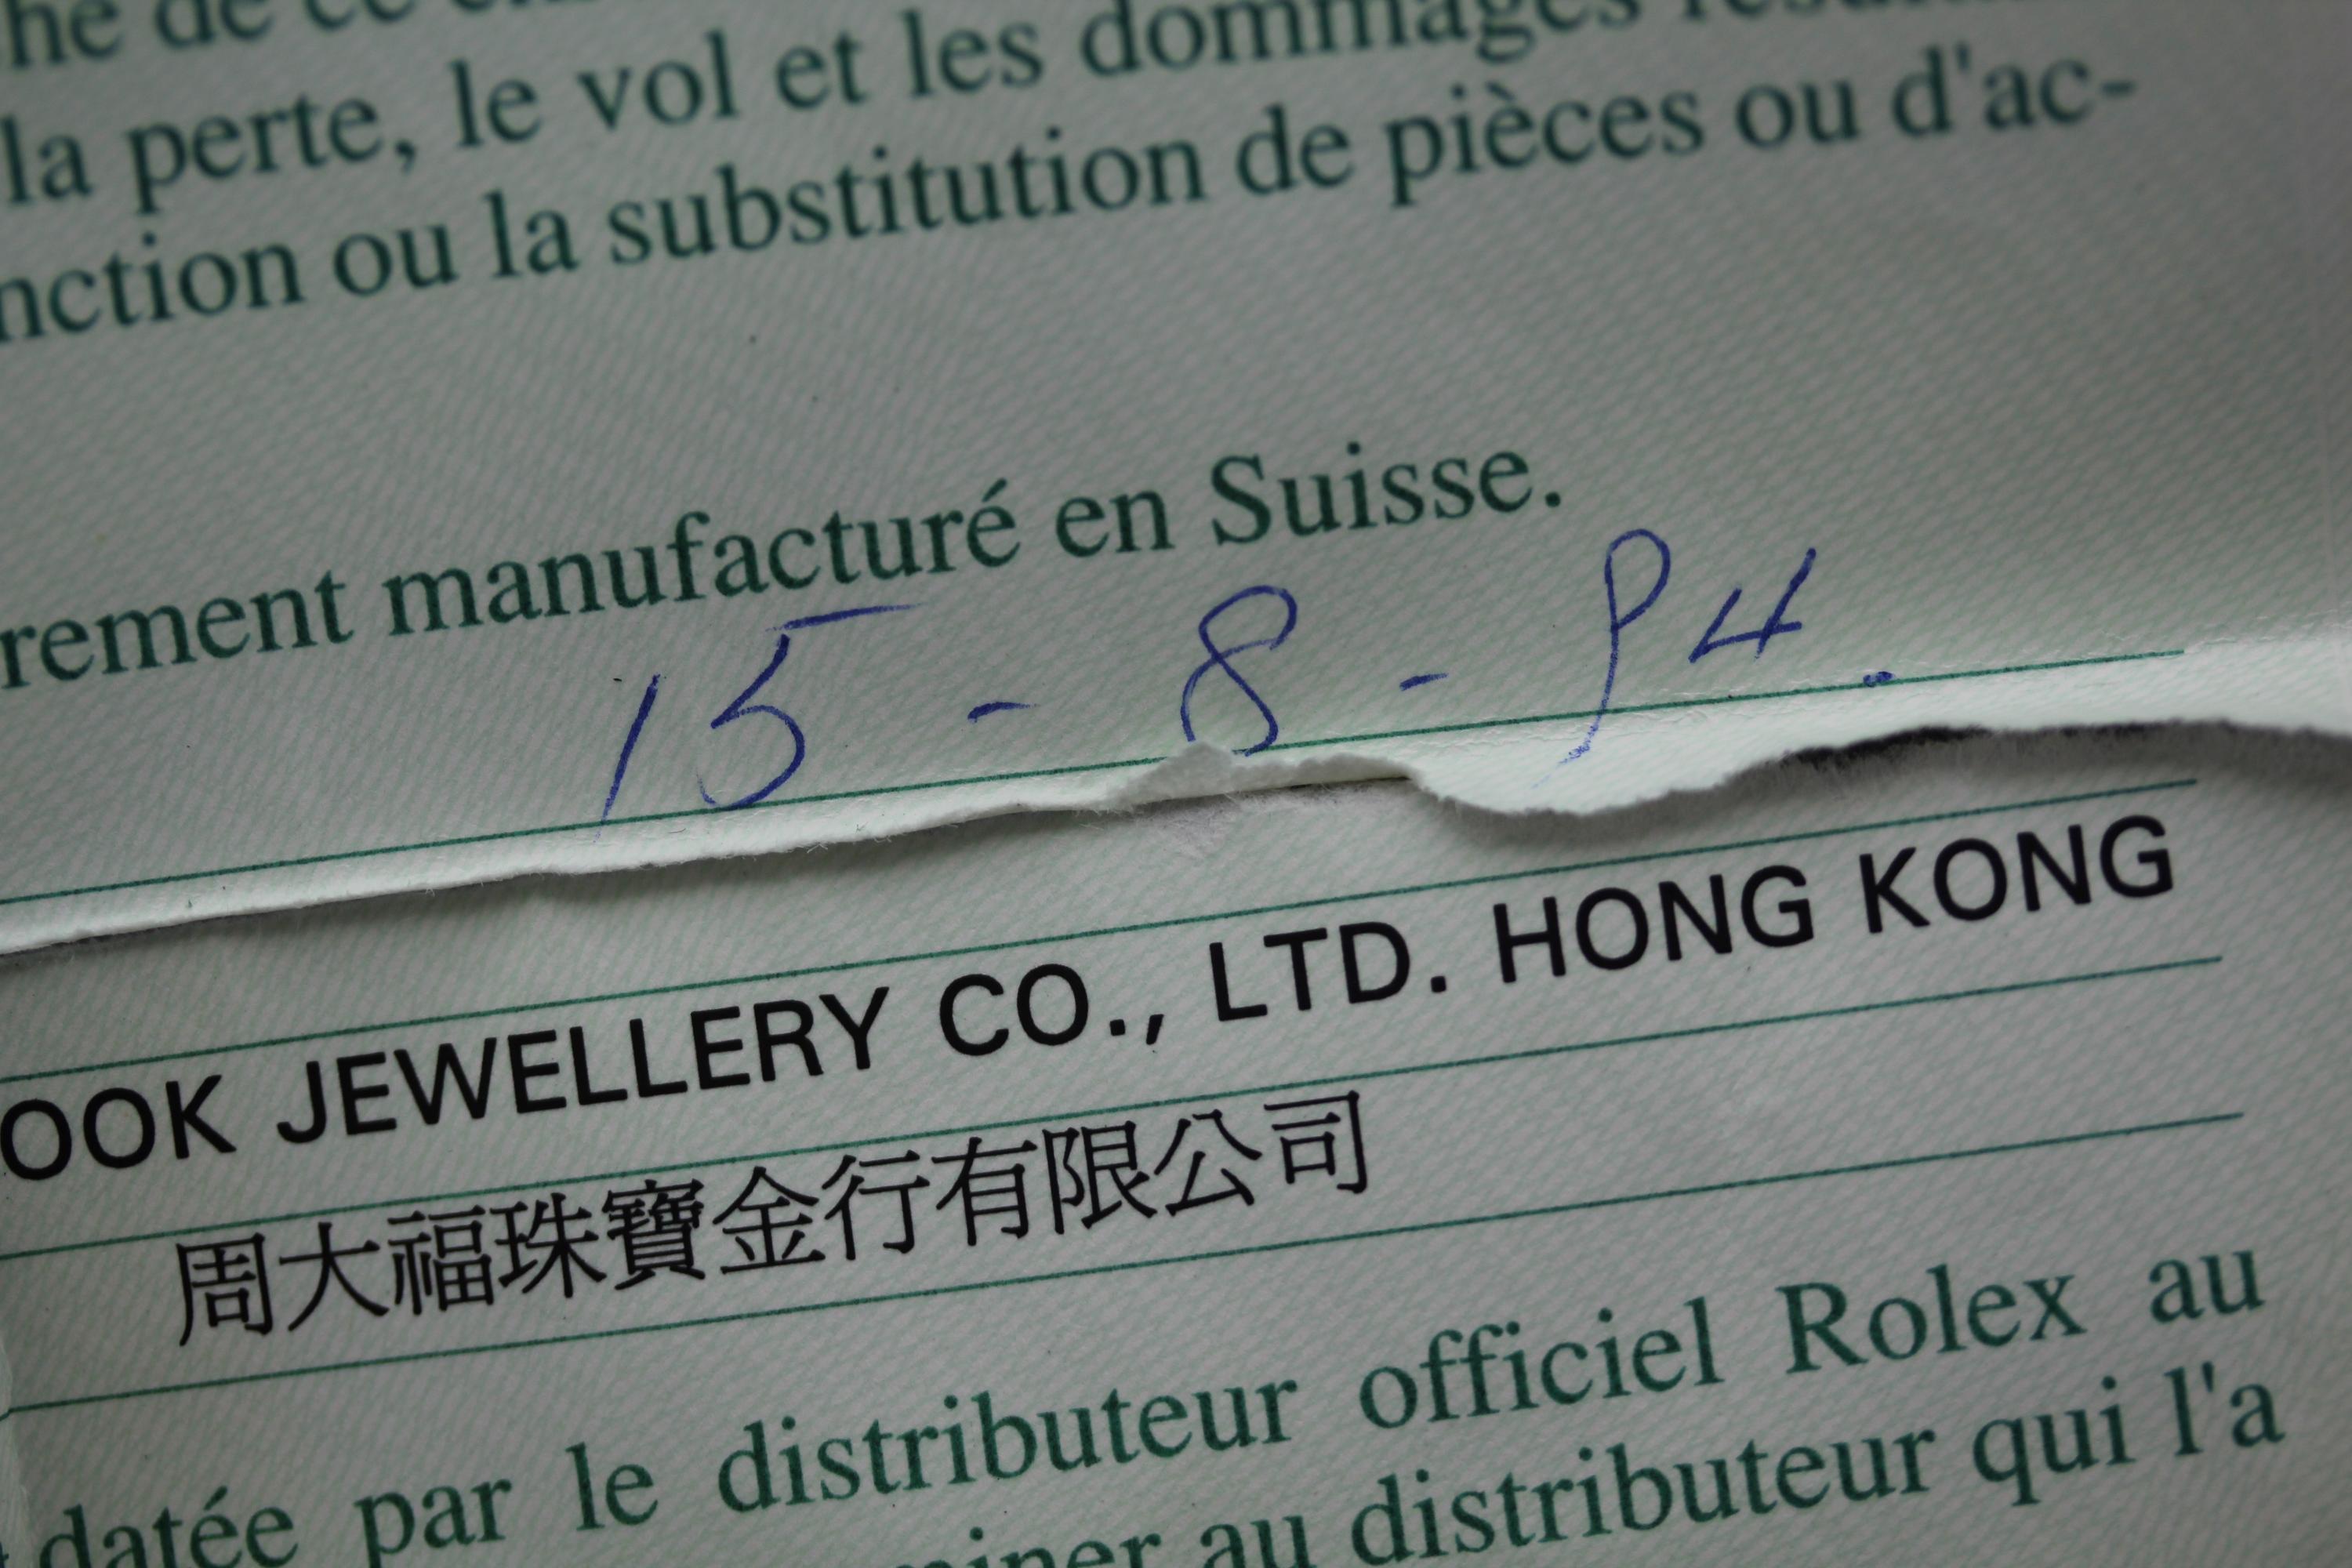 la perte, le vol et les dommages
nction ou la substitution de pièces ou d'ac-
rement manufacturé en Suisse.
15 - 8 - 94.
OOK JEWELLERY CO., LTD. HONG KONG
周大福珠寶金行有限公司
datée par le distributeur officiel Rolex au
miner au distributeur qui l'a